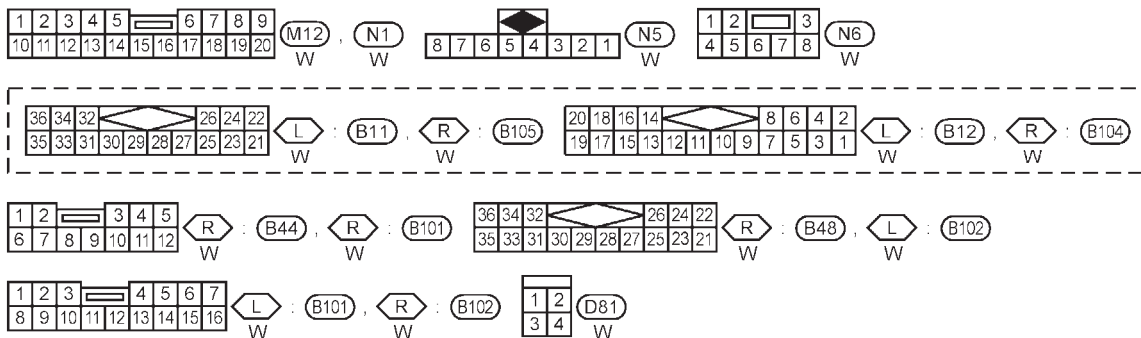 1 2 3 4 5 6 7 8 9
10 11 12 13 14 15 16 17 18 19 20
M12 , N1
W
8 7 6 5 4 3 2 1
N5
W
1 2 3
4 5 6 7 8
N6
W
36 34 32 26 24 22
35 33 31 30 29 28 27 25 23 21
L : B11 , R : B105
W W
20 18 16 14 8 6 4 2
19 17 15 13 12 11 10 9 7 5 3 1
L : B12 , R : B104
W W
1 2 3 4 5
6 7 8 9 10 11 12
R : B44 , R : B101
W W
36 34 32 26 24 22
35 33 31 30 29 28 27 25 23 21
R : B48 , L : B102
W W
1 2 3 4 5 6 7
8 9 10 11 12 13 14 15 16
L : B101 , R : B102
W W
1 2
3 4
D81
W